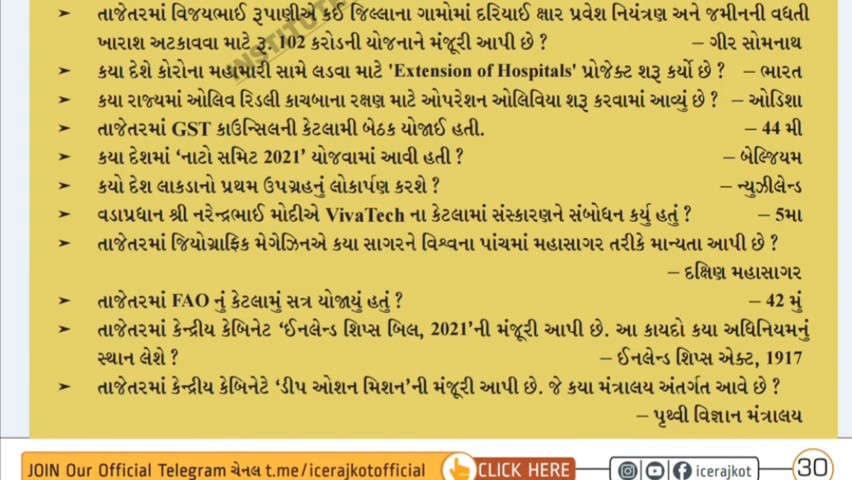 ➤ તાજેતરમાં વિજયભાઈ રૂપાણીએ કઈ જિલ્લાના ગામોમાં દરિયાઈ ક્ષાર પ્રવેશ નિયંત્રણ અને જમીનની વધતી
ખારાશ અટકાવવા માટે રૂ. 102 કરોડની યોજનાને મંજૂરી આપી છે ? – ગીર સોમનાથ
➤ કયા દેશે કોરોના મહામારી સામે લડવા માટે 'Extension of Hospitals' પ્રોજેક્ટ શરૂ કર્યો છે ? – ભારત
➤ કયા રાજ્યમાં ઓલિવ રિડલી કાચબાના રક્ષણ માટે ઓપરેશન ઓલિવિયા શરૂ કરવામાં આવ્યું છે ? – ઓડિશા
➤ તાજેતરમાં GST કાઉન્સિલની કેટલામી બેઠક યોજાઈ હતી. – 44 મી
➤ કયા દેશમાં ‘નાટો સમિટ 2021’ યોજવામાં આવી હતી ? – બેલ્જિયમ
➤ કયો દેશ લાકડાનો પ્રથમ ઉપગ્રહનું લોકાર્પણ કરશે ? – ન્યુઝીલેન્ડ
➤ વડાપ્રધાન શ્રી નરેન્દ્રભાઈ મોદીએ VivaTech ના કેટલામાં સંસ્કારણને સંબોધન કર્યુ હતું ? – 5મા
➤ તાજેતરમાં જિયોગ્રાફિક મેગેઝિનએ કયા સાગરને વિશ્વના પાંચમાં મહાસાગર તરીકે માન્યતા આપી છે ?
– દક્ષિણ મહાસાગર
➤ તાજેતરમાં FAO નું કેટલામું સત્ર યોજાયું હતું ? – 42 મું
➤ તાજેતરમાં કેન્દ્રીય કેબિનેટ ‘ઈનલેન્ડ શિપ્સ બિલ, 2021’ની મંજૂરી આપી છે. આ કાયદો કયા અધિનિયમનું
સ્થાન લેશે ? – ઈનલેન્ડ શિપ્સ એક્ટ, 1917
➤ તાજેતરમાં કેન્દ્રીય કેબિનેટે ‘ડીપ ઓશન મિશન’ની મંજૂરી આપી છે. જે કયા મંત્રાલય અંતર્ગત આવે છે ?
– પૃથ્વી વિજ્ઞાન મંત્રાલય
JOIN Our Official Telegram ચેનલ t.me/icerajkotofficial CLICK HERE icerajkot 30